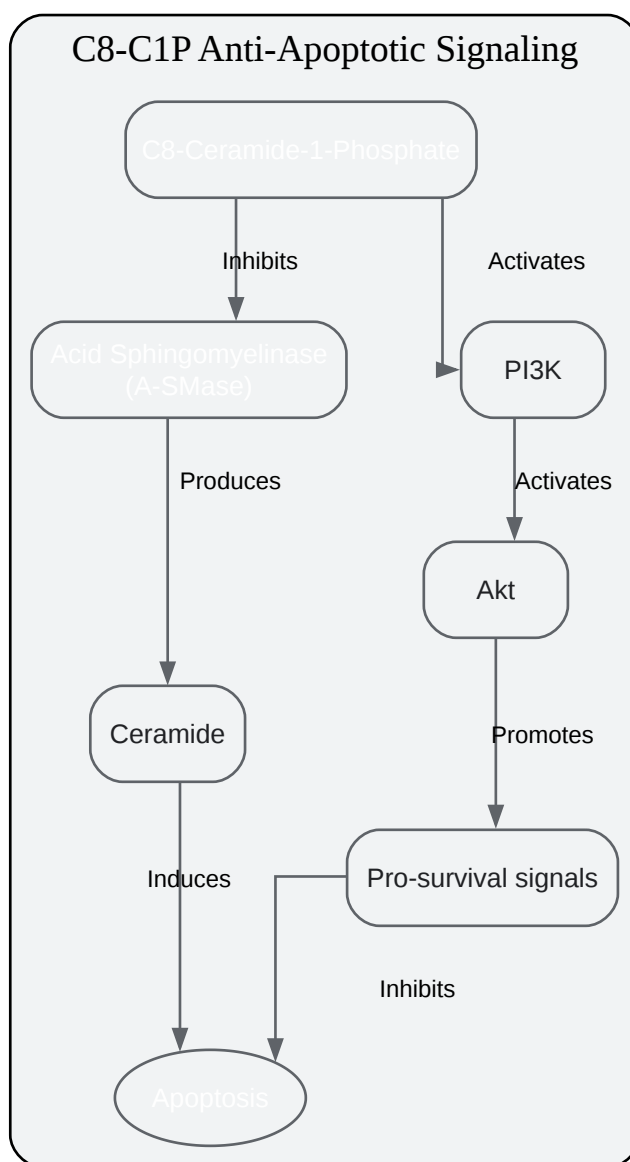 C8-C1P Anti-Apoptotic Signaling
C8-Ceramide-1-Phosphate
Inhibits
Activates
Acid Sphingomyelinase
(A-SMase)
PI3K
Produces
Activates
Akt
Ceramide
Promotes
Induces
Pro-survival signals
Inhibits
Apoptosis